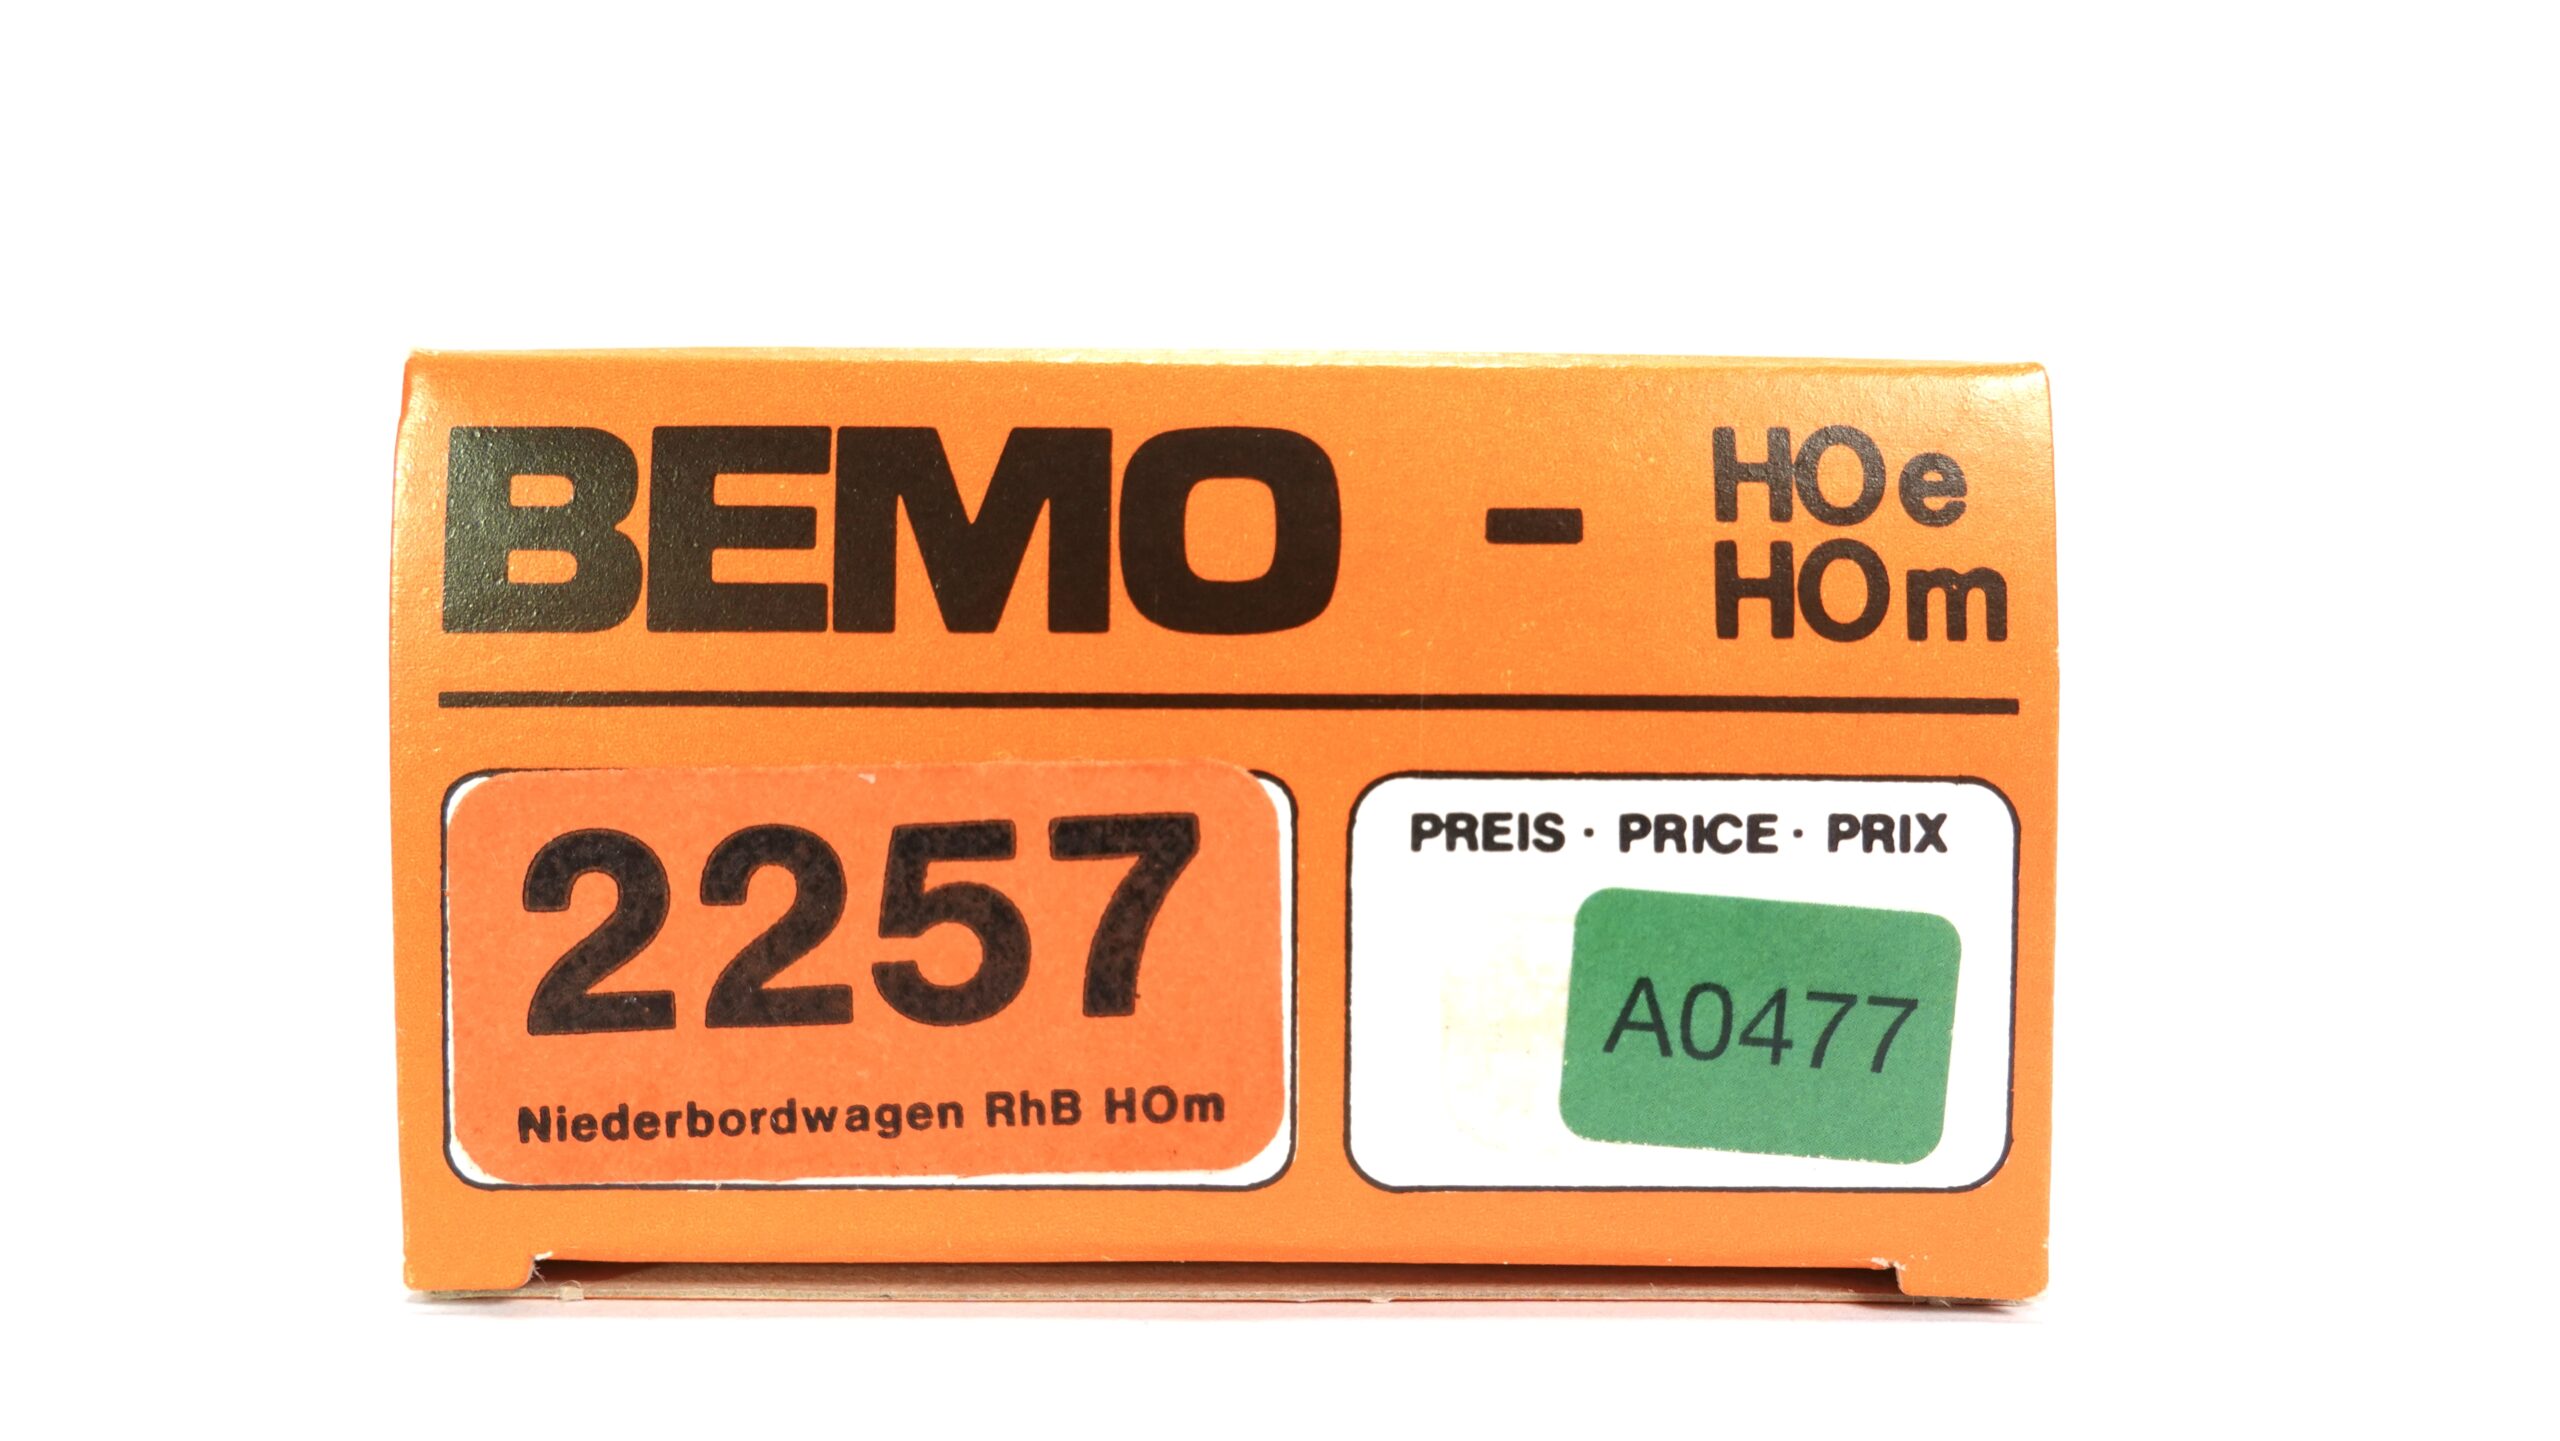 BEMO - HOe
HOm
2257
Niederbordwagen RhB HOm
PREIS · PRICE · PRIX
A0477